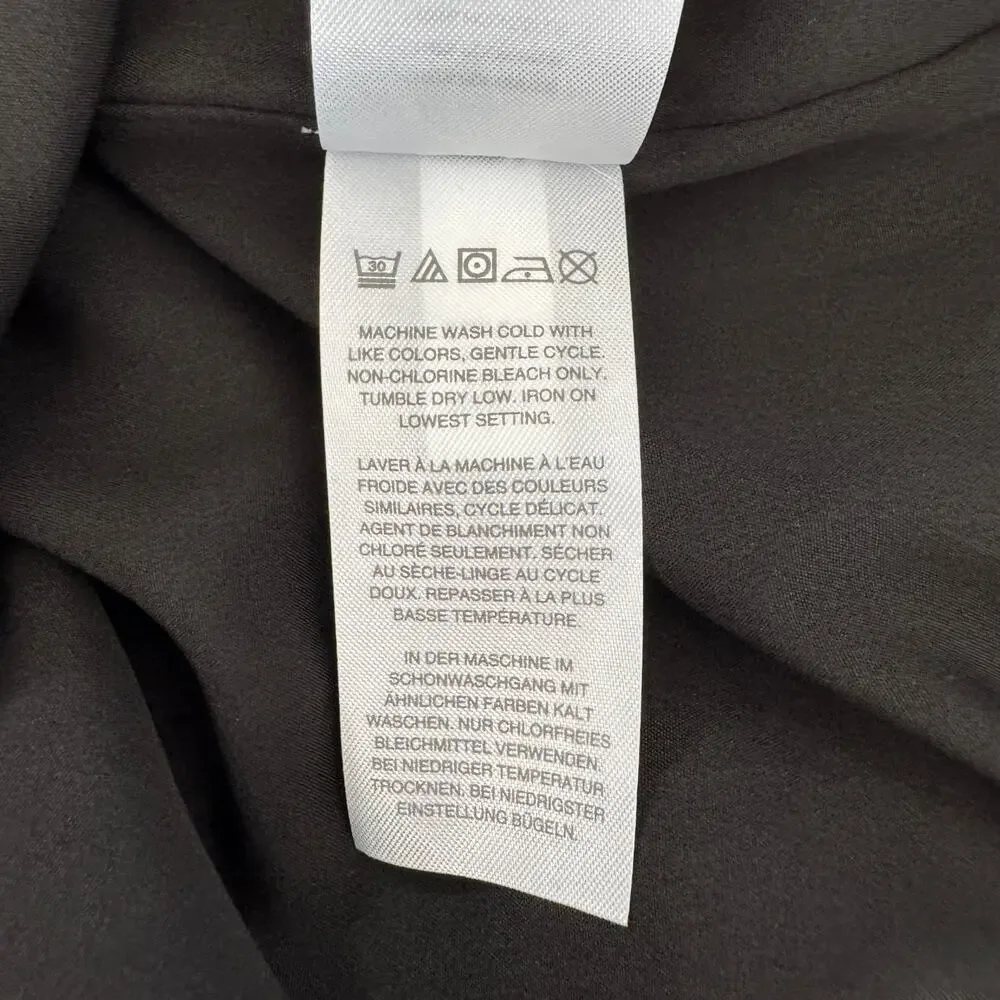 30
MACHINE WASH COLD WITH
LIKE COLORS, GENTLE CYCLE.
NON-CHLORINE BLEACH ONLY.
TUMBLE DRY LOW. IRON ON
LOWEST SETTING.
LAVER À LA MACHINE À L'EAU
FROIDE AVEC DES COULEURS
SIMILAIRES, CYCLE DÉLICAT.
AGENT DE BLANCHIMENT NON
CHLORÉ SEULEMENT. SÉCHER
AU SÈCHE-LINGE AU CYCLE
DOUX. REPASSER À LA PLUS
BASSE TEMPÉRATURE.
IN DER MASCHINE IM
SCHONWASCHGANG MIT
ÄHNLICHEN FARBEN KALT
WASCHEN. NUR CHLORFREIES
BLEICHMITTEL VERWENDEN.
BEI NIEDRIGER TEMPERATUR
TROCKNEN. BEI NIEDRIGSTER
EINSTELLUNG BÜGELN.